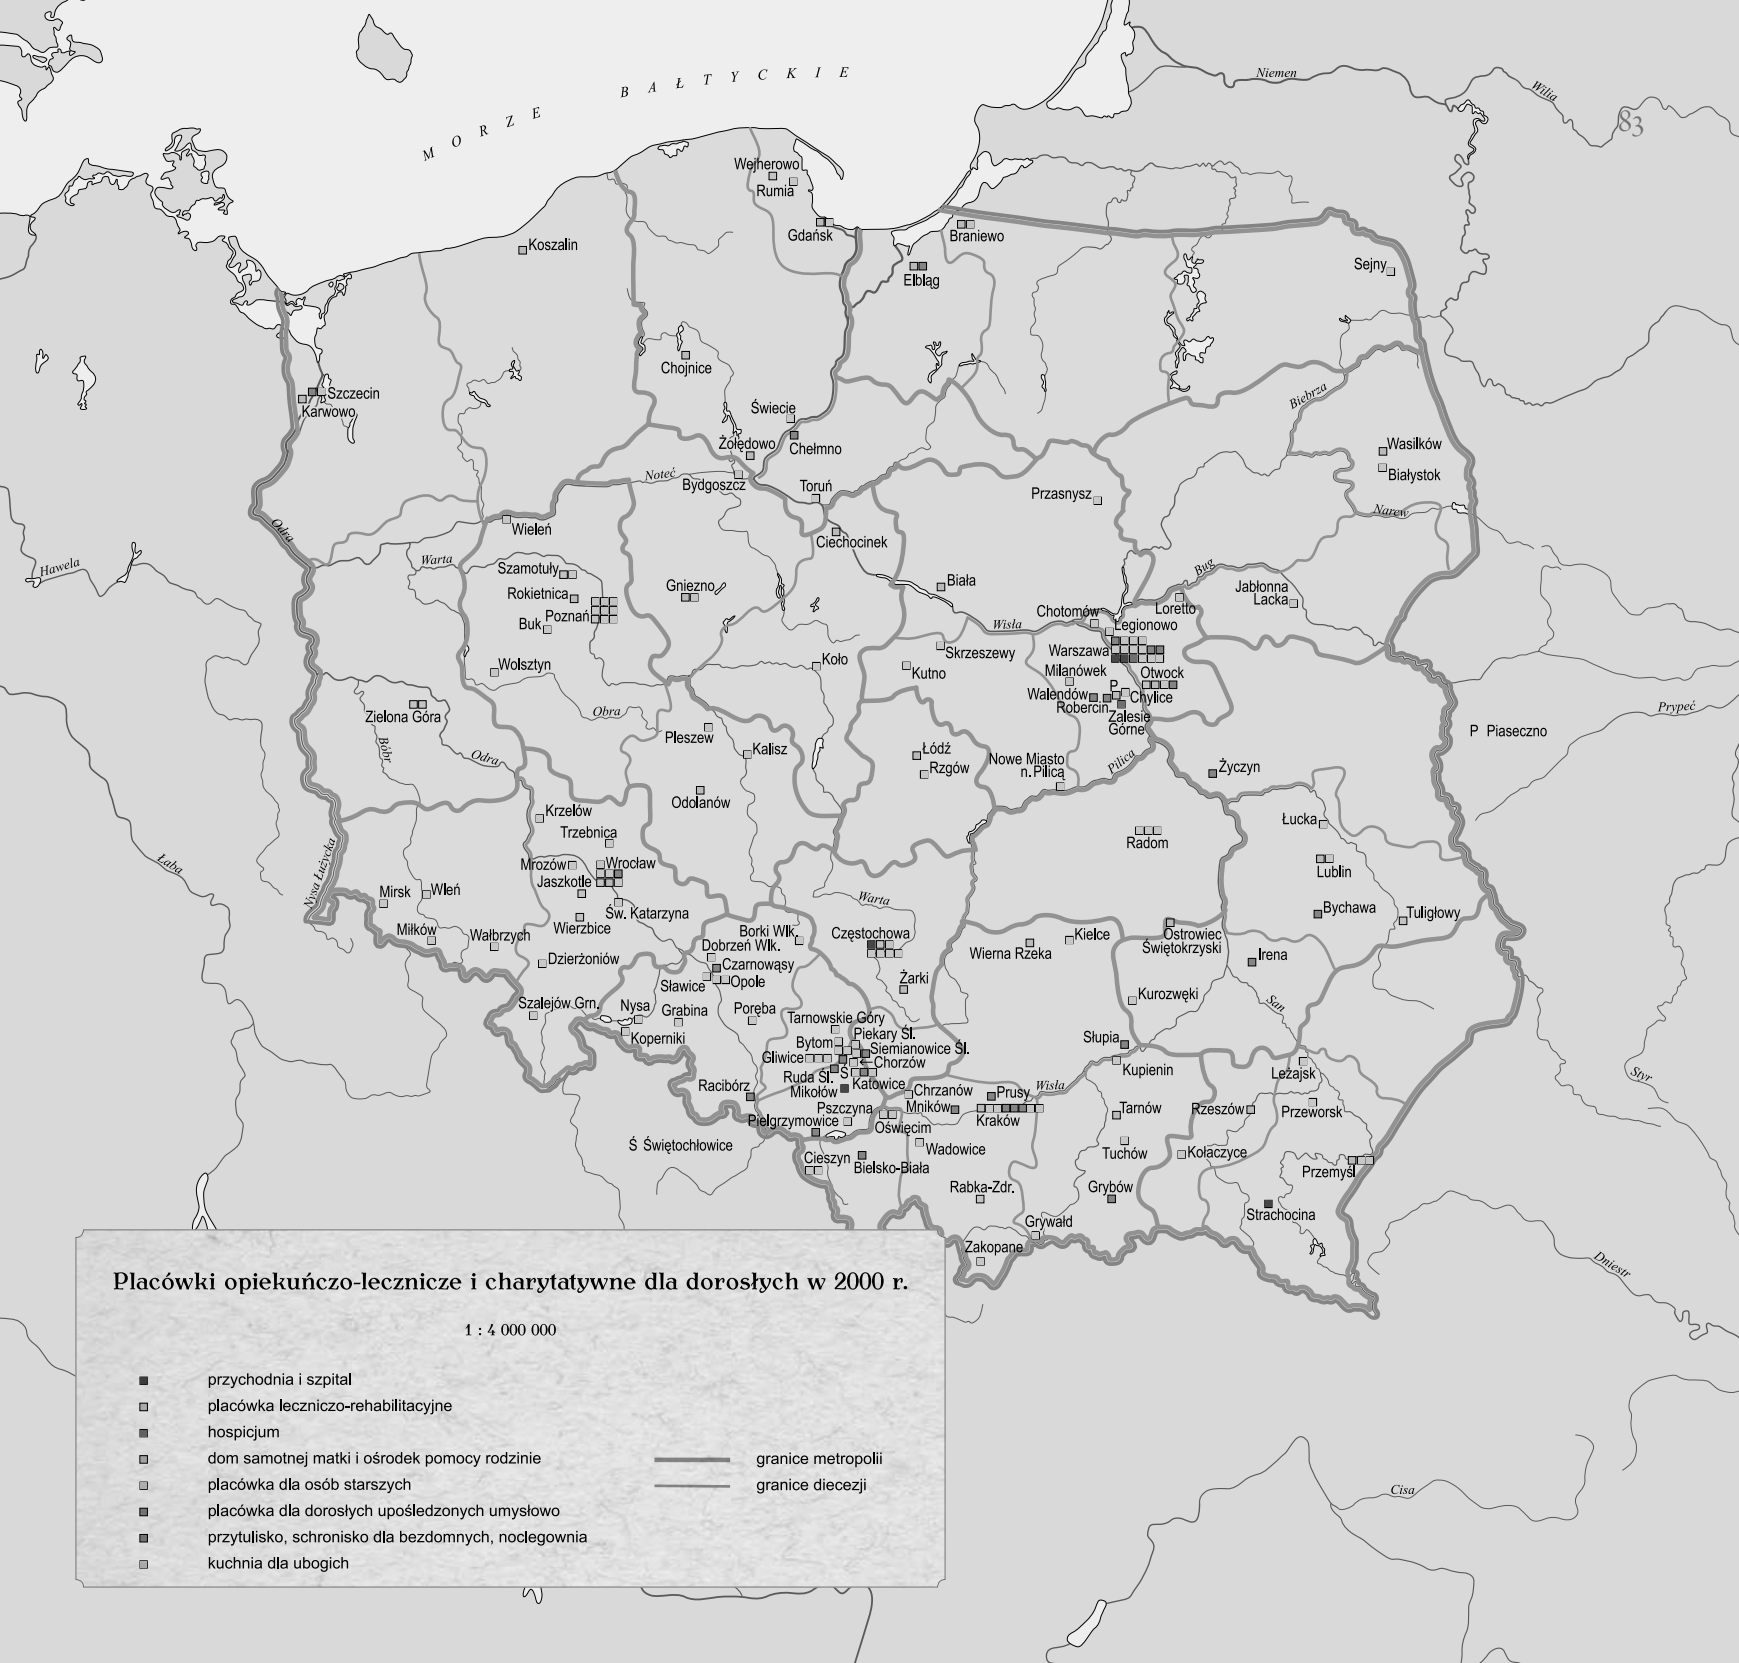 MORZE BAŁTYCKIE
Niemen
Wilia
83
Wejherowo
Rumia
Gdańsk
Braniewo
Koszalin
Elbląg
Sejny
Chojnice
Szczecin
Karwowo
Świecie
Chełmno
Żołędowo
Biebrza
Wasilków
Białystok
Noteć
Bydgoszcz
Toruń
Przasnysz
Narew
Odra
Wieleń
Ciechocinek
Hawela
Warta
Szamotuły
Rokietnica
Gniezno
Biała
Bug
Jabłonna
Lacka
Buk
Poznań
Chotomów
Loretto
Wisła
Legionowo
Skrzeszewy
Warszawa
Wolsztyn
Koło
Kutno
Milanówek
Otwock
P
Chylice
Walendów
Robercin
Zalesie
Górne
Zielona Góra
Obra
Prypeć
Pleszew
P Piaseczno
Bóbr
Odra
Kalisz
Łódź
Rzgów
Nowe Miasto
n. Pilicą
Pilica
Życzyn
Odolanów
Krzelów
Trzebnica
Łucka
Radom
Łaba
Nysa Łużycka
Mrozów
Wrocław
Jaszkotle
Lublin
Mirsk
Wleń
Św. Katarzyna
Warta
Bychawa
Tuligłowy
Miłków
Wałbrzych
Wierzbice
Borki Wlk.
Częstochowa
Kielce
Ostrowiec
Świętokrzyski
Dobrzeń Wlk.
Wierna Rzeka
Dzierżoniów
Czarnowąsy
Irena
Sławice
Opole
Żarki
Szalejów Grn.
Nysa
Grabina
Poręba
Kurozwęki
San
Koperniki
Tarnowskie Góry
Piekary Śl.
Bytom
Siemianowice Śl.
Słupia
Gliwice
Chorzów
Kupienin
Leżajsk
Styr
Ruda Śl.
Ś
Katowice
Racibórz
Mikołów
Chrzanów
Prusy
Wisła
Mników
Kraków
Pszczyna
Tarnów
Rzeszów
Przeworsk
Pielgrzymowice
Oświęcim
Ś Świętochłowice
Wadowice
Tuchów
Kołaczyce
Cieszyn
Bielsko-Biała
Przemyśl
Rabka-Zdr.
Grybów
Strachocina
Grywałd
Zakopane
Dniestr
Placówki opiekuńczo-lecznicze i charytatywne dla dorosłych w 2000 r.
1 : 4 000 000
przychodnia i szpital
placówka leczniczo-rehabilitacyjne
hospicjum
dom samotnej matki i ośrodek pomocy rodzinie
placówka dla osób starszych
placówka dla dorosłych upośledzonych umysłowo
przytulisko, schronisko dla bezdomnych, noclegownia
kuchnia dla ubogich
granice metropolii
granice diecezji
Cisa